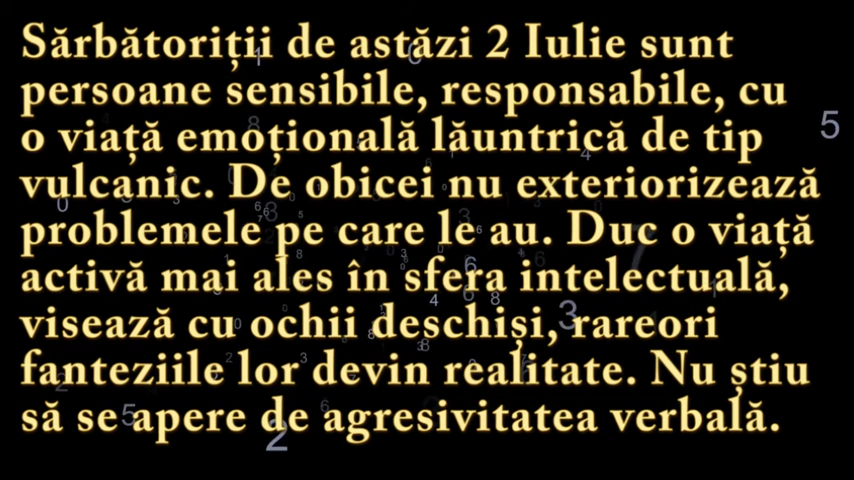 Sărbătoriții de astăzi 2 Iulie sunt
persoane sensibile, responsabile, cu
o viață emoțională lăuntrică de tip
vulcanic. De obicei nu exteriorizează
problemele pe care le au. Duc o viață
activă mai ales în sfera intelectuală,
visează cu ochii deschiși, rareori
fanteziile lor devin realitate. Nu știu
să se apere de agresivitatea verbală.